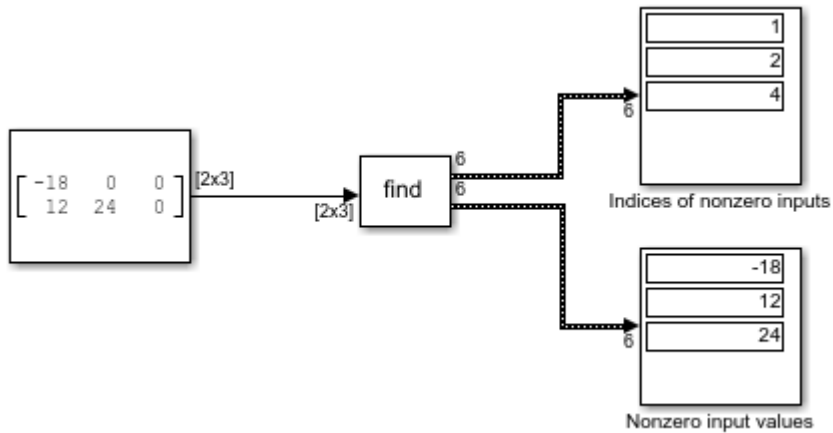 -18 0 0
12 24 0
[2x3]
[2x3]
find
6
6
6
1
2
4
Indices of nonzero inputs
6
-18
12
24
Nonzero input values